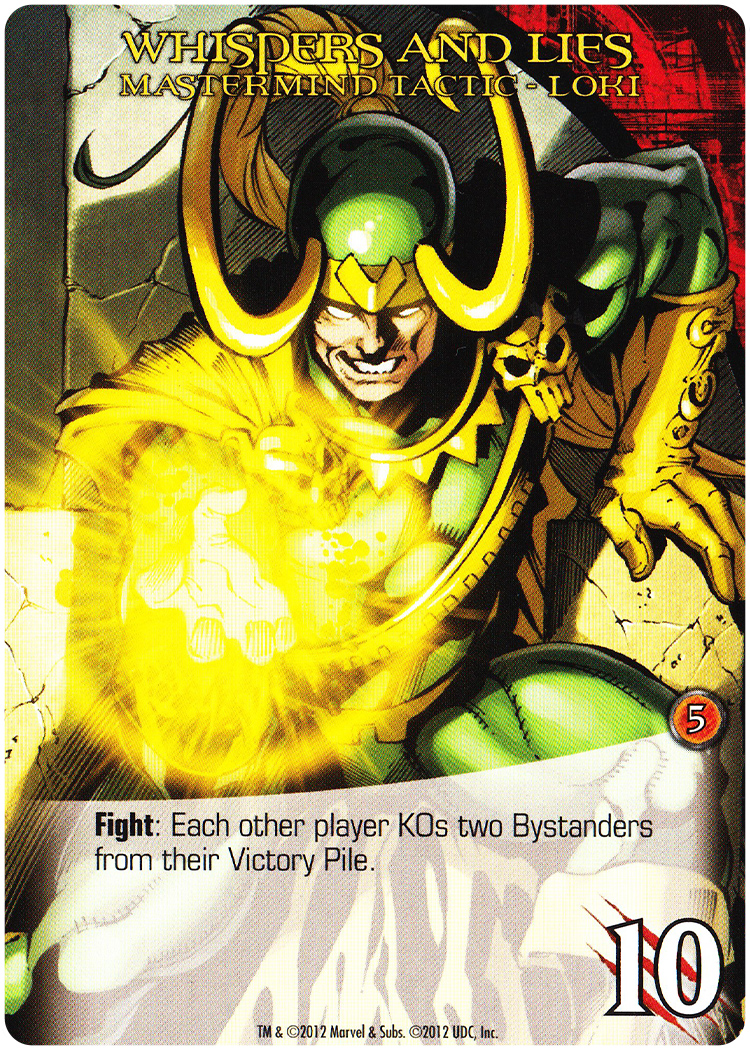 WHISPERS AND LIES
MASTERMIND TACTIC - LOKI
5
Fight: Each other player KOs two Bystanders
from their Victory Pile.
10
TM & ©2012 Marvel & Subs. ©2012 UDC, Inc.